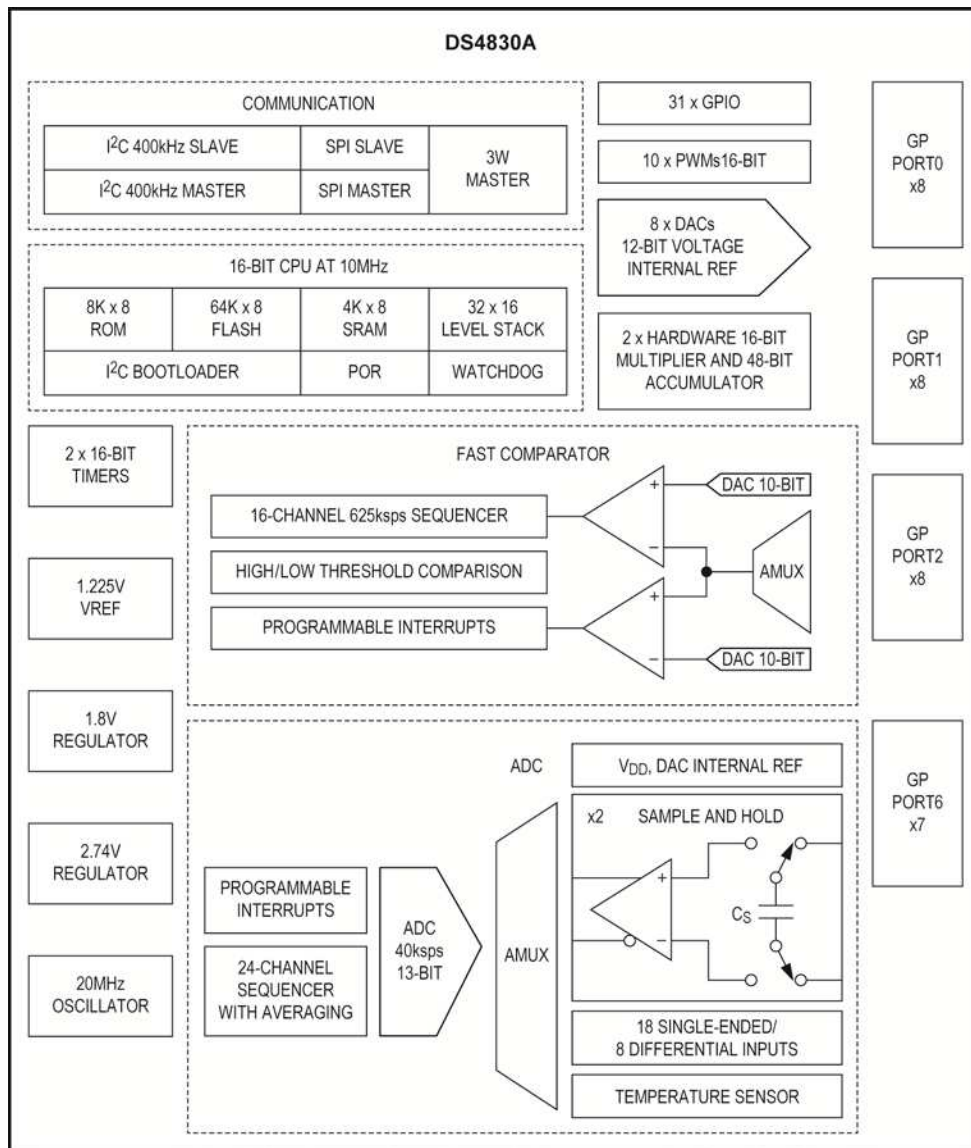 DS4830A
COMMUNICATION
I²C 400kHz SLAVE
SPI SLAVE
3W
MASTER
I²C 400kHz MASTER
SPI MASTER
16-BIT CPU AT 10MHz
8K x 8
ROM
64K x 8
FLASH
4K x 8
SRAM
32 x 16
LEVEL STACK
I²C BOOTLOADER
POR
WATCHDOG
31 x GPIO
10 x PWMs16-BIT
8 x DACs
12-BIT VOLTAGE
INTERNAL REF
2 x HARDWARE 16-BIT
MULTIPLIER AND 48-BIT
ACCUMULATOR
GP
PORT0
x8
GP
PORT1
x8
GP
PORT2
x8
GP
PORT6
x7
2 x 16-BIT
TIMERS
1.225V
VREF
1.8V
REGULATOR
2.74V
REGULATOR
20MHz
OSCILLATOR
FAST COMPARATOR
16-CHANNEL 625ksps SEQUENCER
HIGH/LOW THRESHOLD COMPARISON
PROGRAMMABLE INTERRUPTS
+
−
+
−
DAC 10-BIT
AMUX
DAC 10-BIT
ADC
V_DD, DAC INTERNAL REF
x2
SAMPLE AND HOLD
+
−
C_S
PROGRAMMABLE
INTERRUPTS
24-CHANNEL
SEQUENCER
WITH AVERAGING
ADC
40ksps
13-BIT
AMUX
18 SINGLE-ENDED/
8 DIFFERENTIAL INPUTS
TEMPERATURE SENSOR